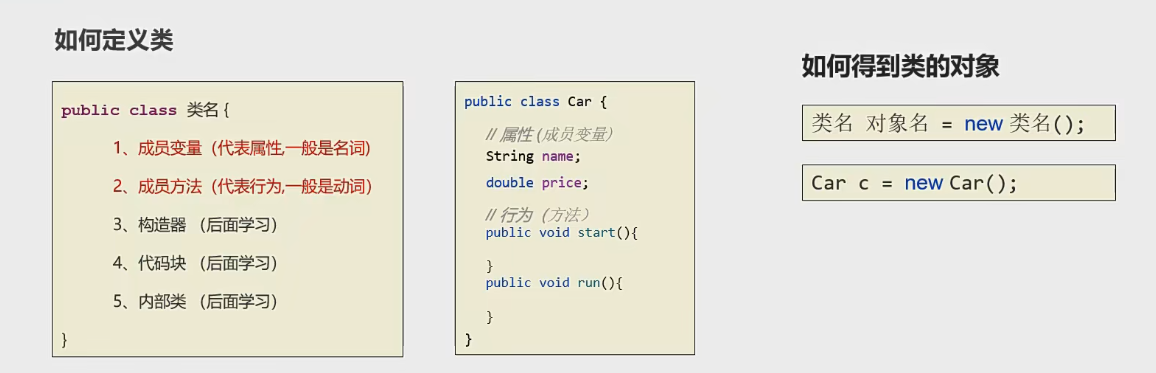 如何定义类
public class 类名 {
1、成员变量（代表属性,一般是名词)
2、成员方法（代表行为,一般是动词）
3、构造器 （后面学习）
4、代码块 （后面学习）
5、内部类 （后面学习）
}
public class Car {
// 属性(成员变量）
String name;
double price;
// 行为（方法）
public void start(){
}
public void run(){
}
}
如何得到类的对象
类名 对象名 = new 类名();
Car c = new Car();